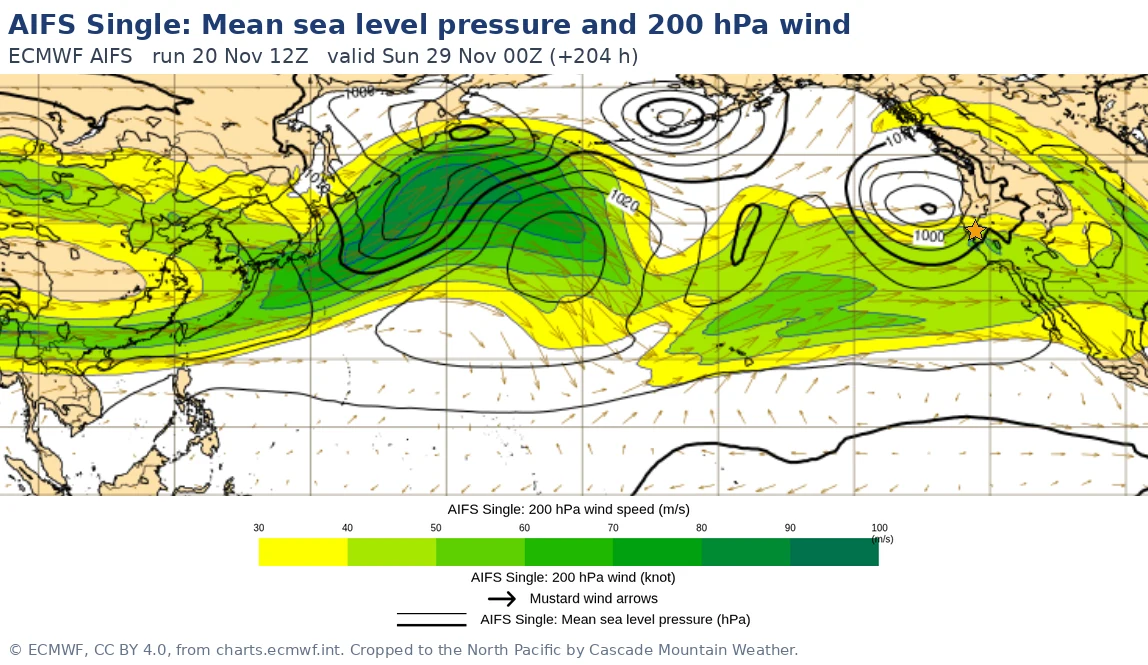 AIFS Single: Mean sea level pressure and 200 hPa wind
ECMWF AIFS   run 20 Nov 12Z   valid Sun 29 Nov 00Z (+204 h)
1000
1020
1000
AIFS Single: 200 hPa wind speed (m/s)
30 40 50 60 70 80 90 100
(m/s)
AIFS Single: 200 hPa wind (knot)
Mustard wind arrows
AIFS Single: Mean sea level pressure (hPa)
© ECMWF, CC BY 4.0, from charts.ecmwf.int. Cropped to the North Pacific by Cascade Mountain Weather.